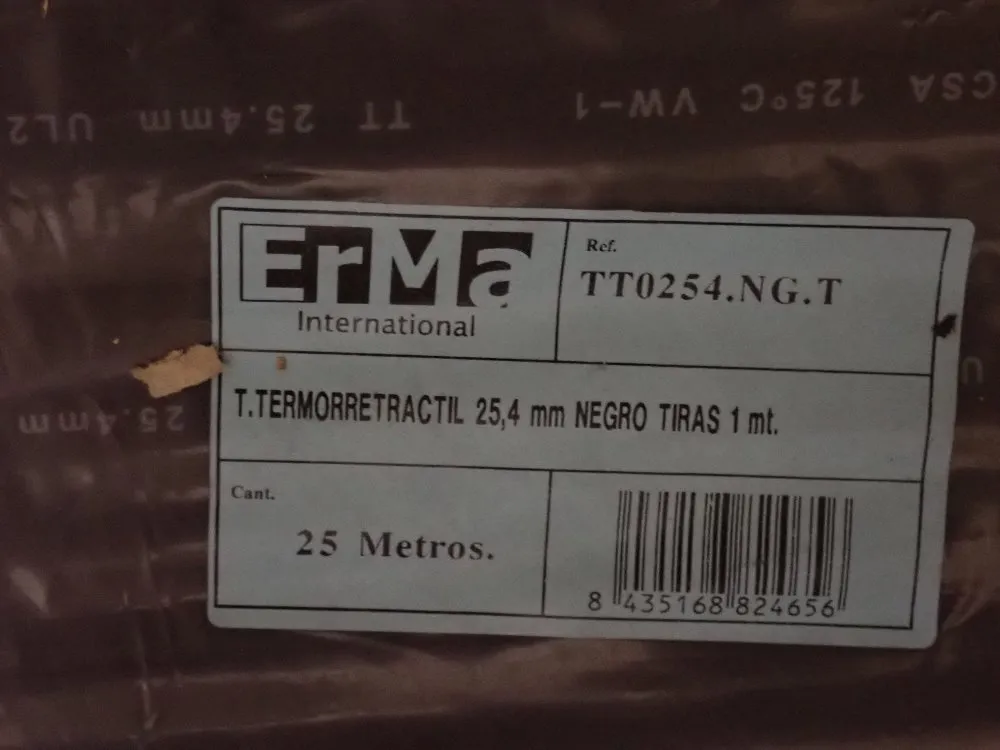 CSA 125°C VW-1 TT 25.4mm UL2
ErMa
International
Ref.
TT0254.NG.T
25.4mm
T.TERMORRETRACTIL 25,4 mm NEGRO TIRAS 1 mt.
Cant.
25 Metros.
8 435168 824656